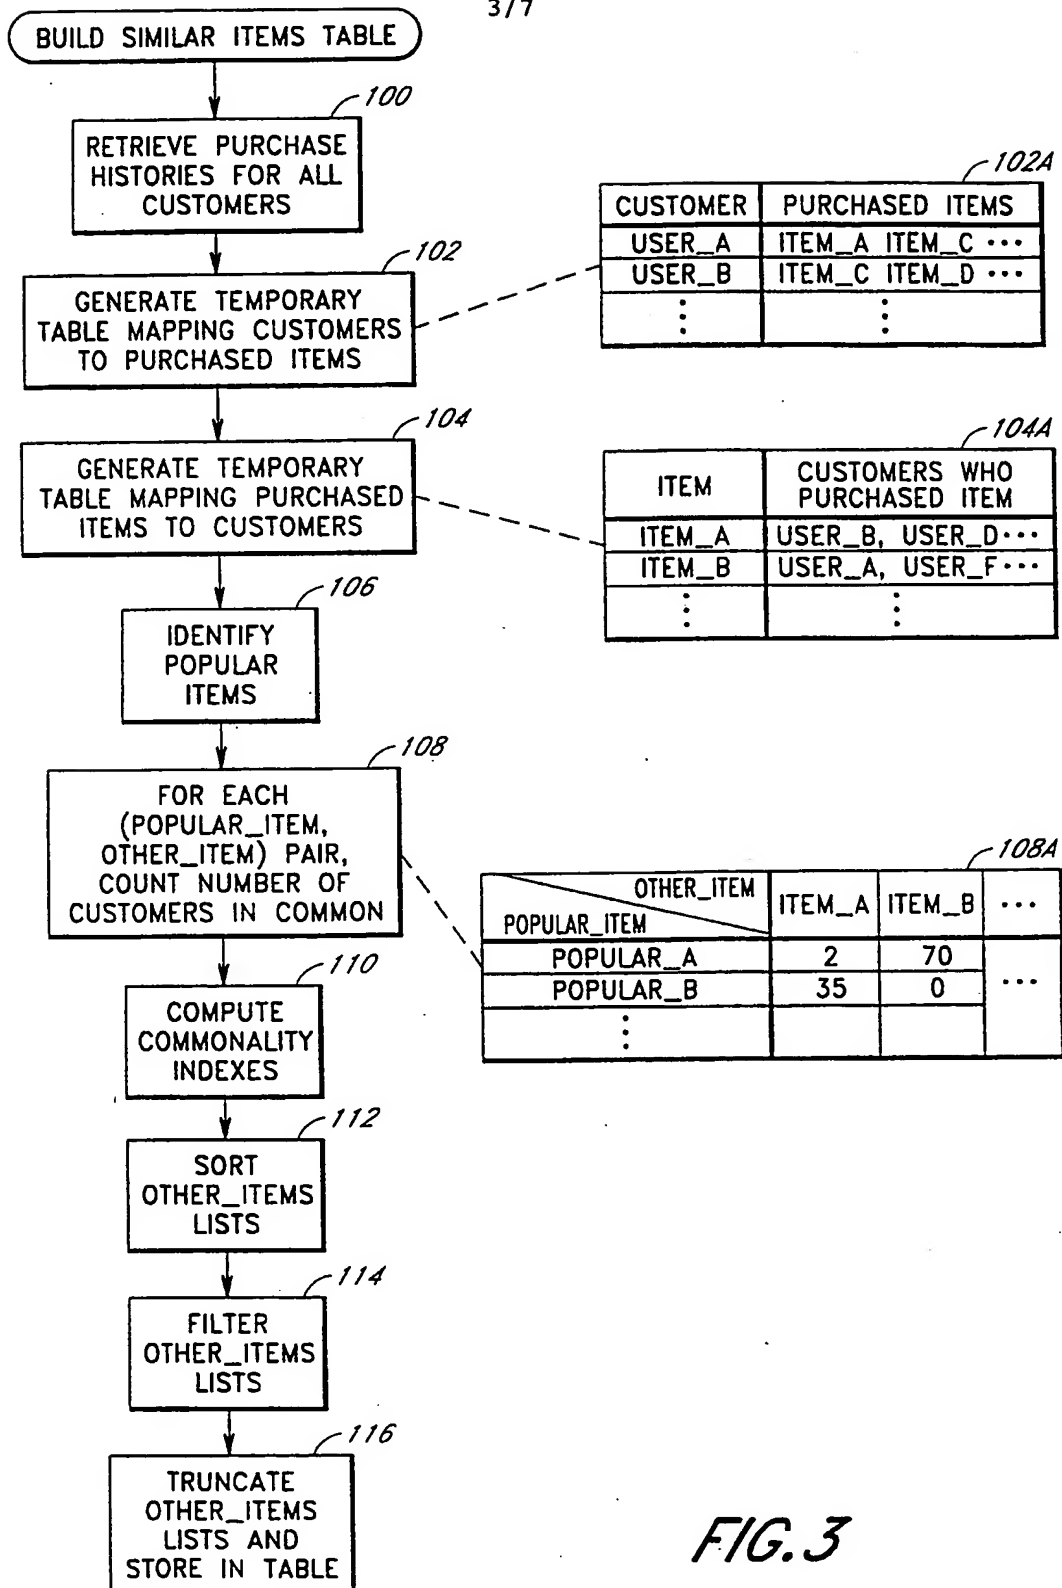 3/7
BUILD SIMILAR ITEMS TABLE
100
RETRIEVE PURCHASE
HISTORIES FOR ALL
CUSTOMERS
102
GENERATE TEMPORARY
TABLE MAPPING CUSTOMERS
TO PURCHASED ITEMS
102A
CUSTOMER PURCHASED ITEMS
USER_A ITEM_A ITEM_C ···
USER_B ITEM_C ITEM_D ···
⋮ ⋮
104
GENERATE TEMPORARY
TABLE MAPPING PURCHASED
ITEMS TO CUSTOMERS
104A
ITEM CUSTOMERS WHO
PURCHASED ITEM
ITEM_A USER_B, USER_D···
ITEM_B USER_A, USER_F···
⋮ ⋮
106
IDENTIFY
POPULAR
ITEMS
108
FOR EACH
(POPULAR_ITEM,
OTHER_ITEM) PAIR,
COUNT NUMBER OF
CUSTOMERS IN COMMON
108A
OTHER_ITEM
POPULAR_ITEM
ITEM_A ITEM_B ···
POPULAR_A 2 70
POPULAR_B 35 0 ···
⋮
110
COMPUTE
COMMONALITY
INDEXES
112
SORT
OTHER_ITEMS
LISTS
114
FILTER
OTHER_ITEMS
LISTS
116
TRUNCATE
OTHER_ITEMS
LISTS AND
STORE IN TABLE
FIG.3